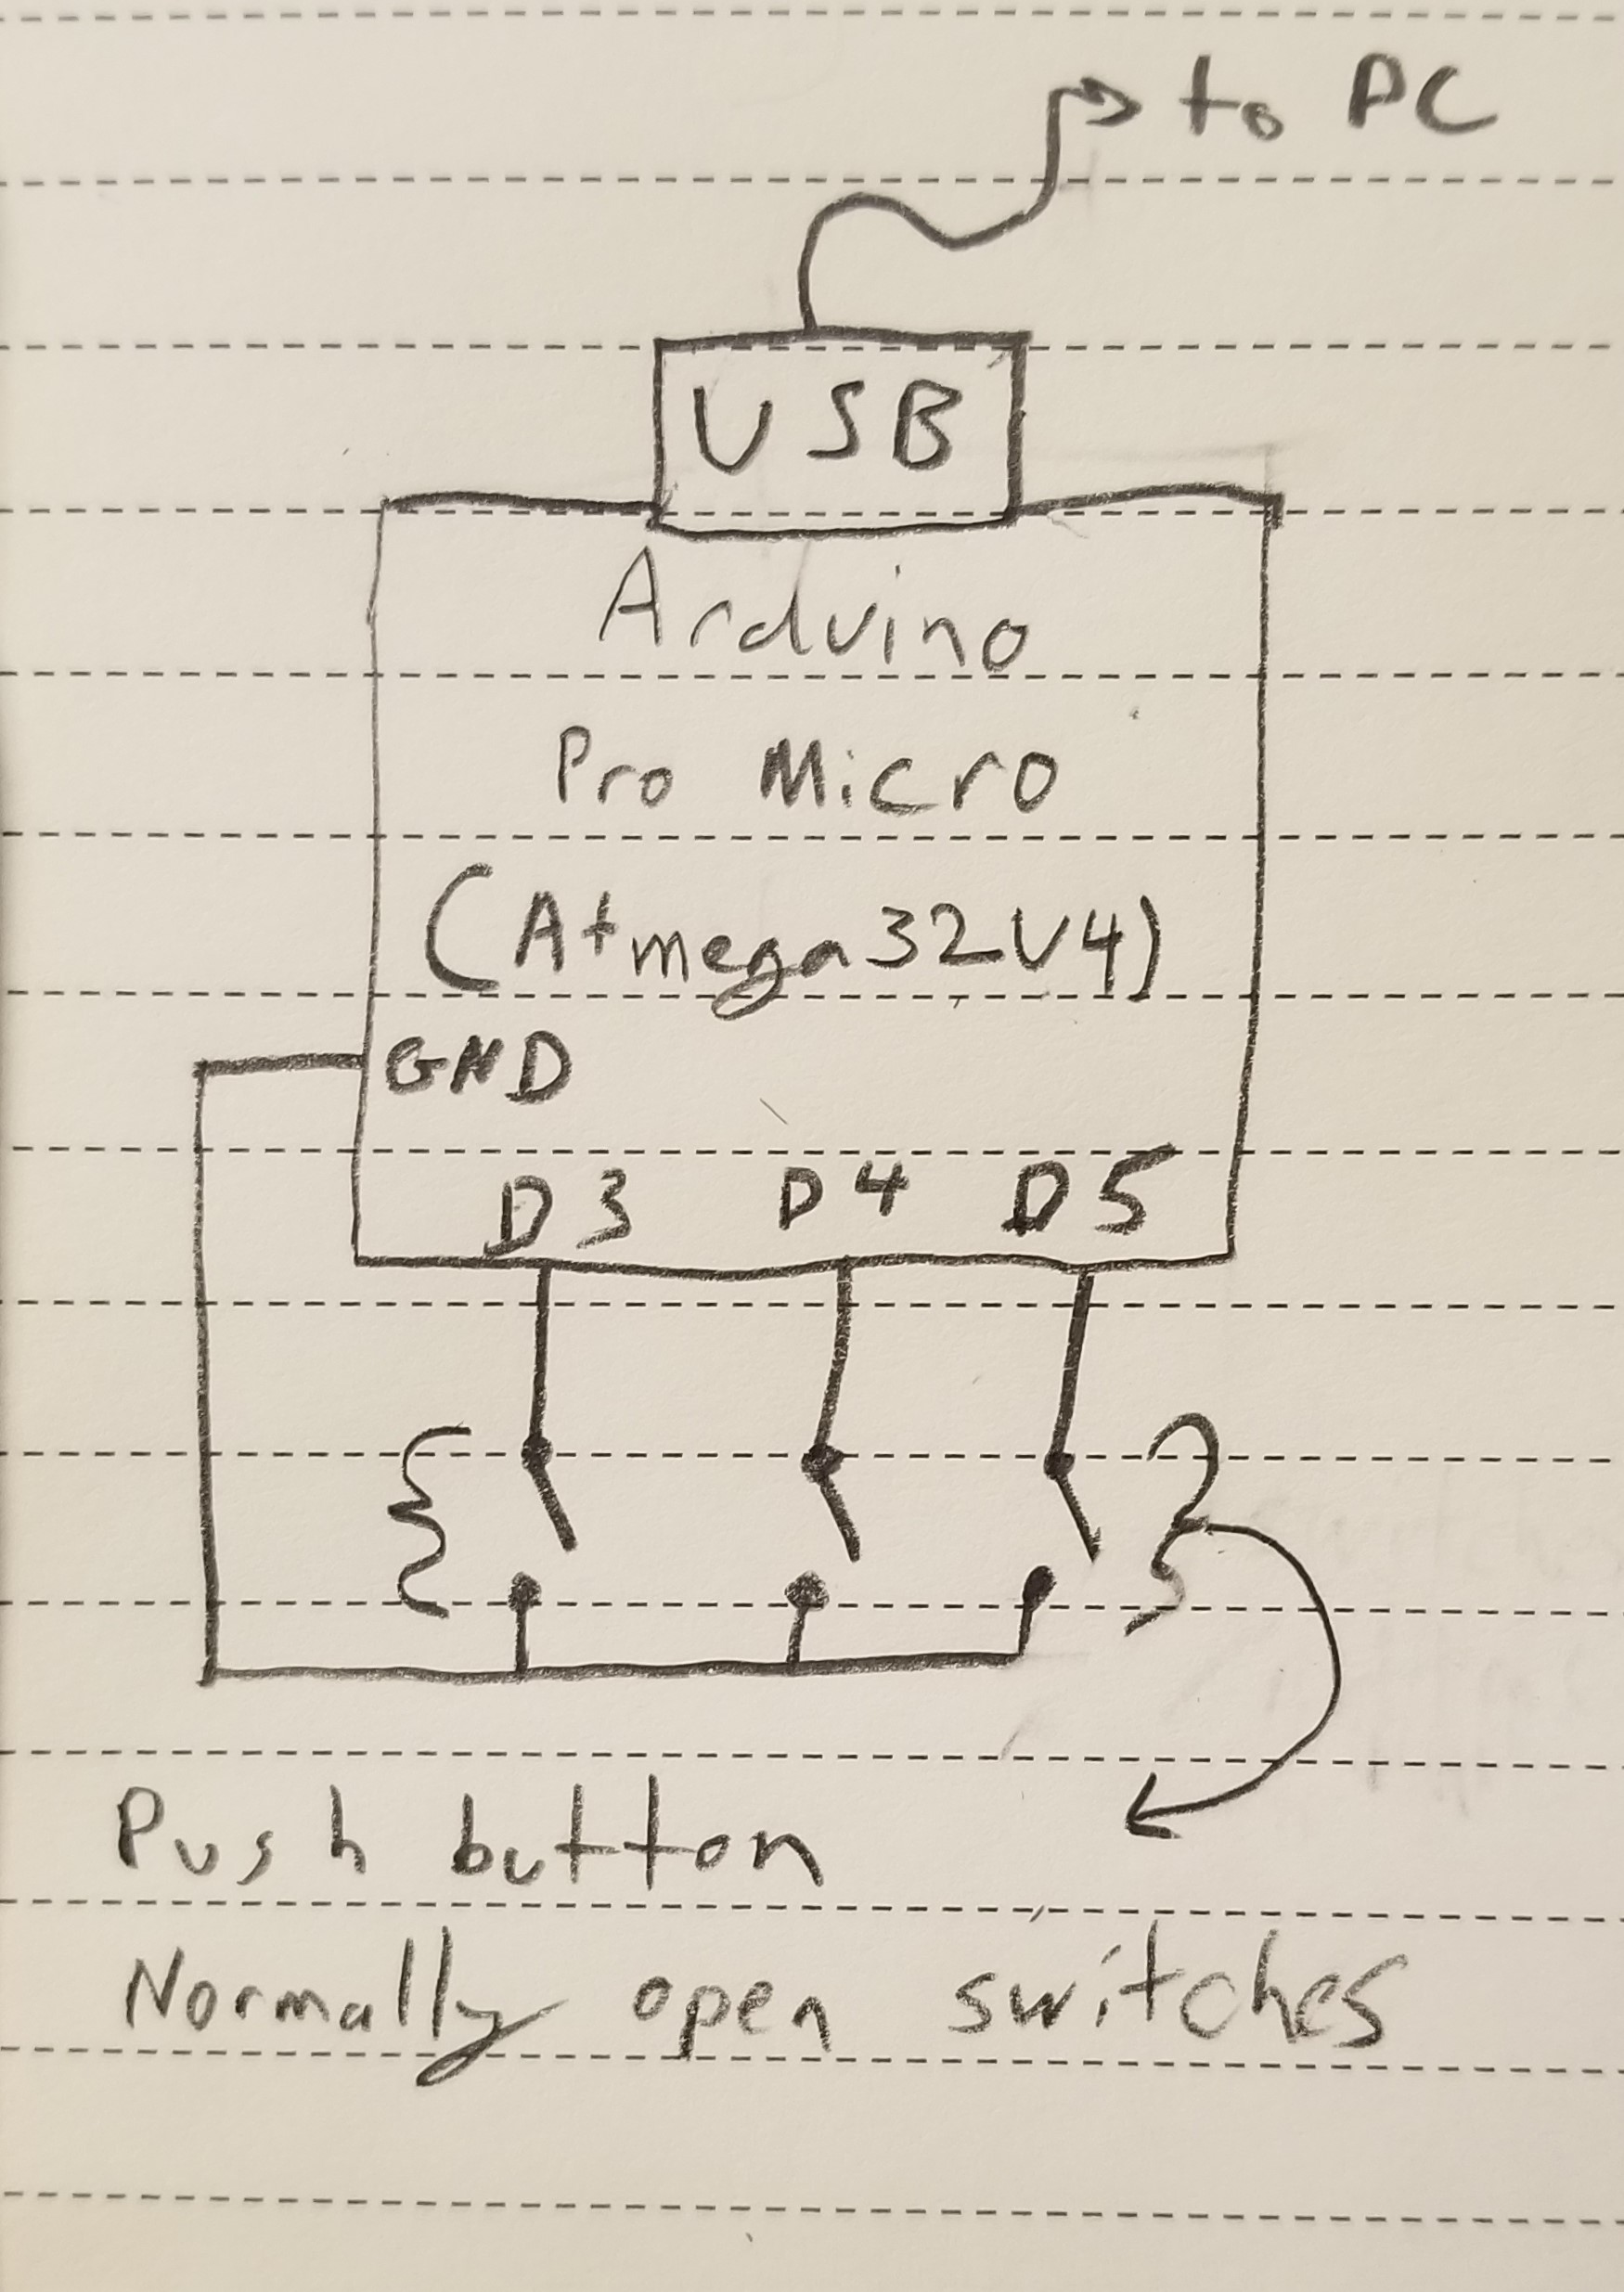 to PC
USB
Arduino
Pro Micro
(Atmega32U4)
GND
D3 D4 D5
Push button
Normally open switches